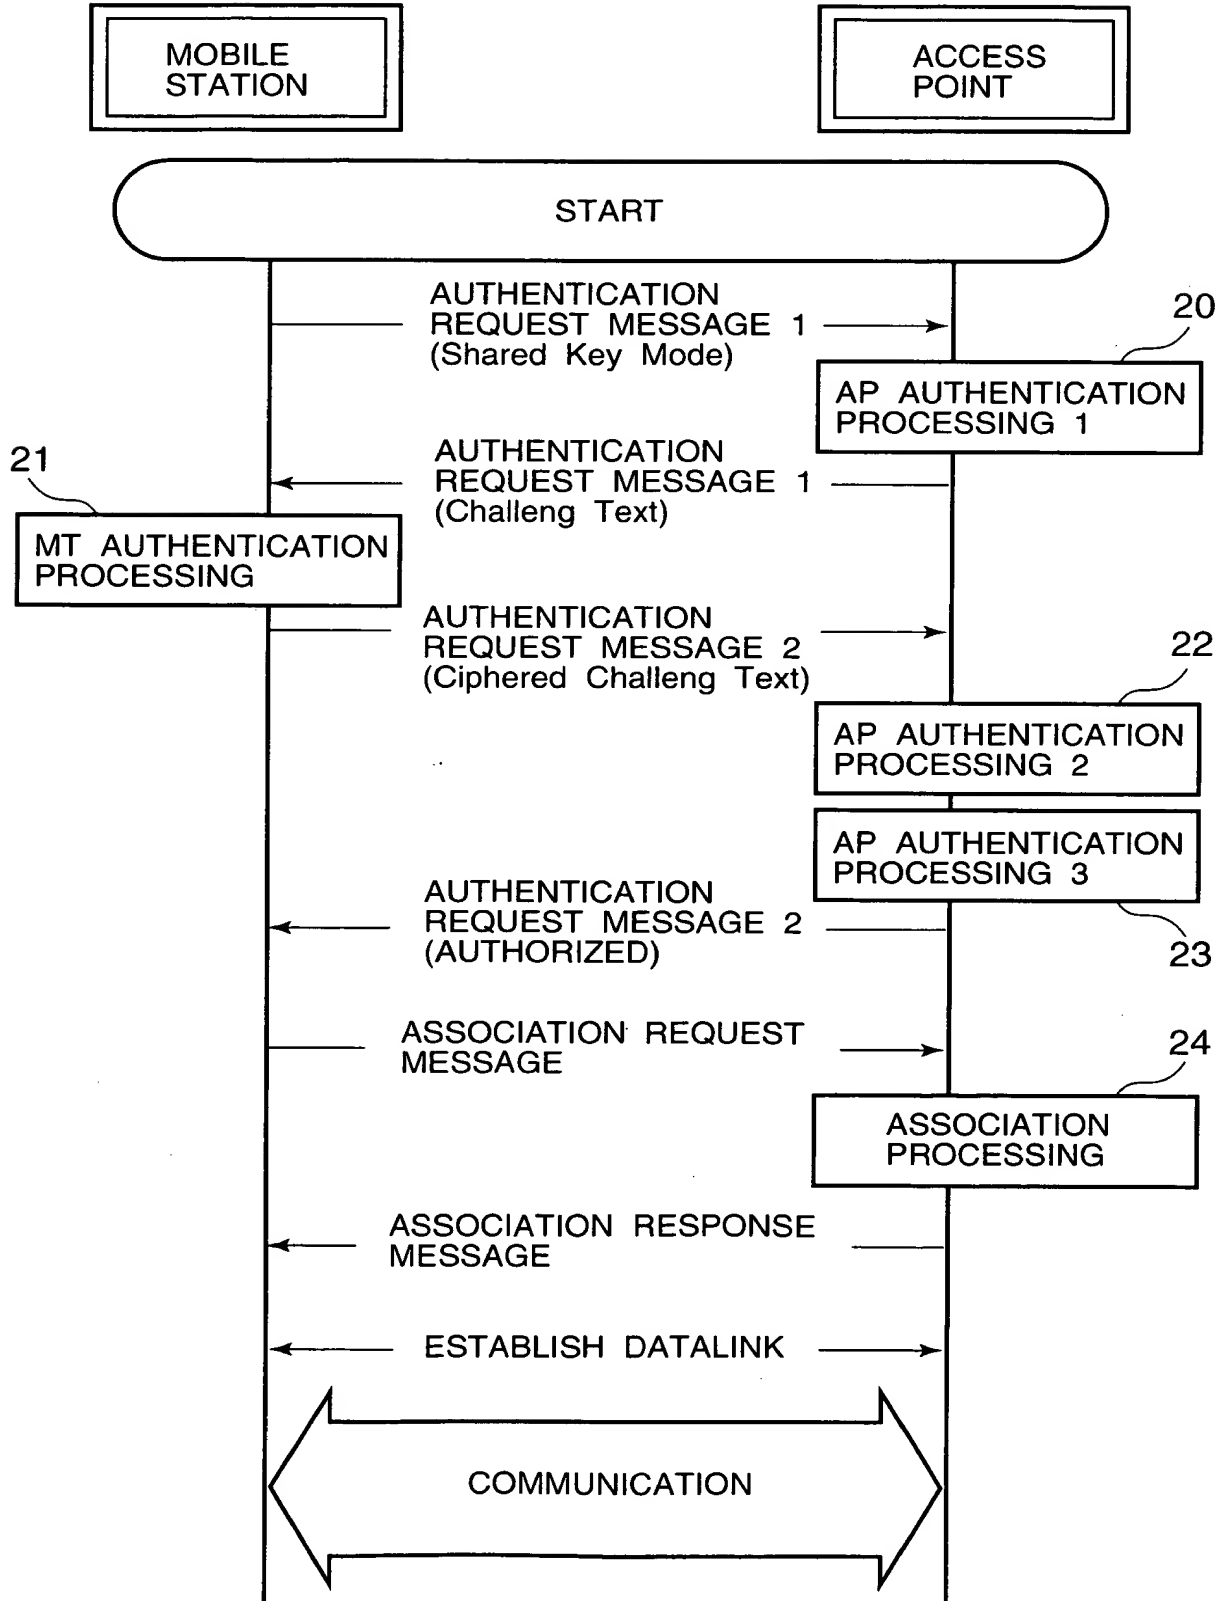 MOBILE
STATION
ACCESS
POINT
START
AUTHENTICATION
REQUEST MESSAGE 1
(Shared Key Mode)
20
AP AUTHENTICATION
PROCESSING 1
AUTHENTICATION
REQUEST MESSAGE 1
(Challeng Text)
21
MT AUTHENTICATION
PROCESSING
AUTHENTICATION
REQUEST MESSAGE 2
(Ciphered Challeng Text)
22
AP AUTHENTICATION
PROCESSING 2
AP AUTHENTICATION
PROCESSING 3
23
AUTHENTICATION
REQUEST MESSAGE 2
(AUTHORIZED)
ASSOCIATION REQUEST
MESSAGE
24
ASSOCIATION
PROCESSING
ASSOCIATION RESPONSE
MESSAGE
ESTABLISH DATALINK
COMMUNICATION